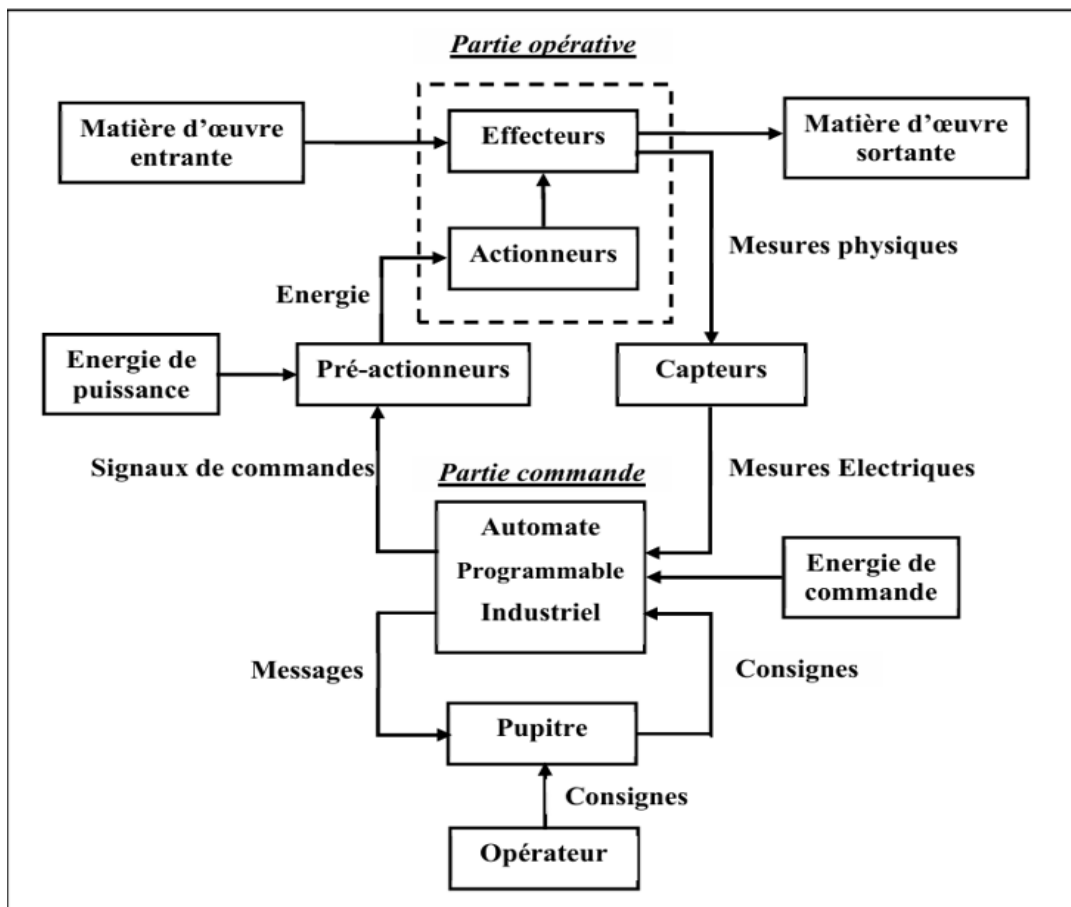 Partie opérative
Matière d'œuvre
entrante
Effecteurs
Matière d'œuvre
sortante
Actionneurs
Mesures physiques
Energie
Energie de
puissance
Pré-actionneurs
Capteurs
Signaux de commandes
Partie commande
Mesures Electriques
Automate
Programmable
Industriel
Energie de
commande
Messages
Consignes
Pupitre
Consignes
Opérateur